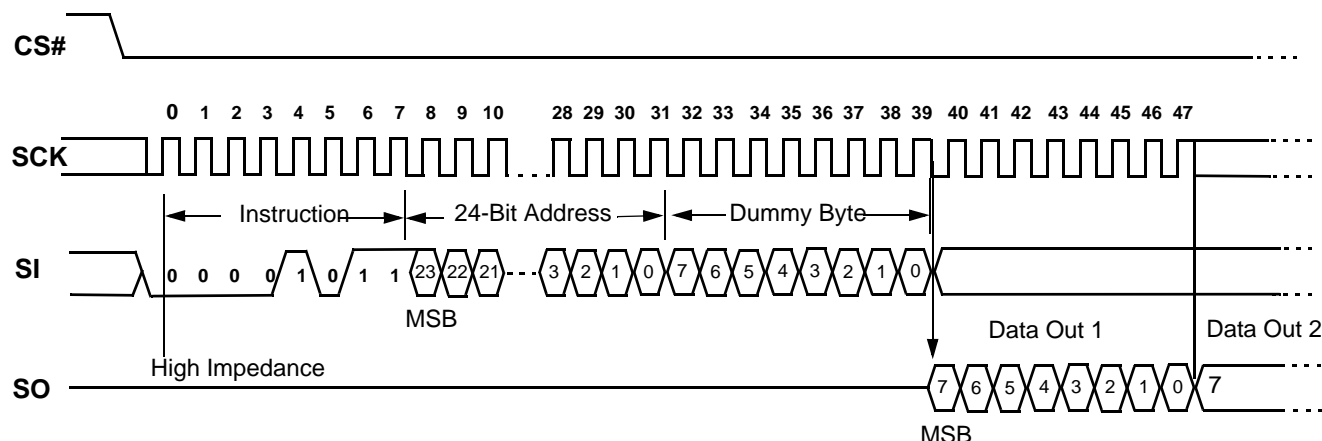 CS#
0 1 2 3 4 5 6 7 8 9 10 28 29 30 31 32 33 34 35 36 37 38 39 40 41 42 43 44 45 46 47
SCK
Instruction 24-Bit Address Dummy Byte
SI 0 0 0 0 1 0 1 1 23 22 21 3 2 1 0 7 6 5 4 3 2 1 0
MSB
Data Out 1 Data Out 2
High Impedance
SO 7 6 5 4 3 2 1 0 7
MSB